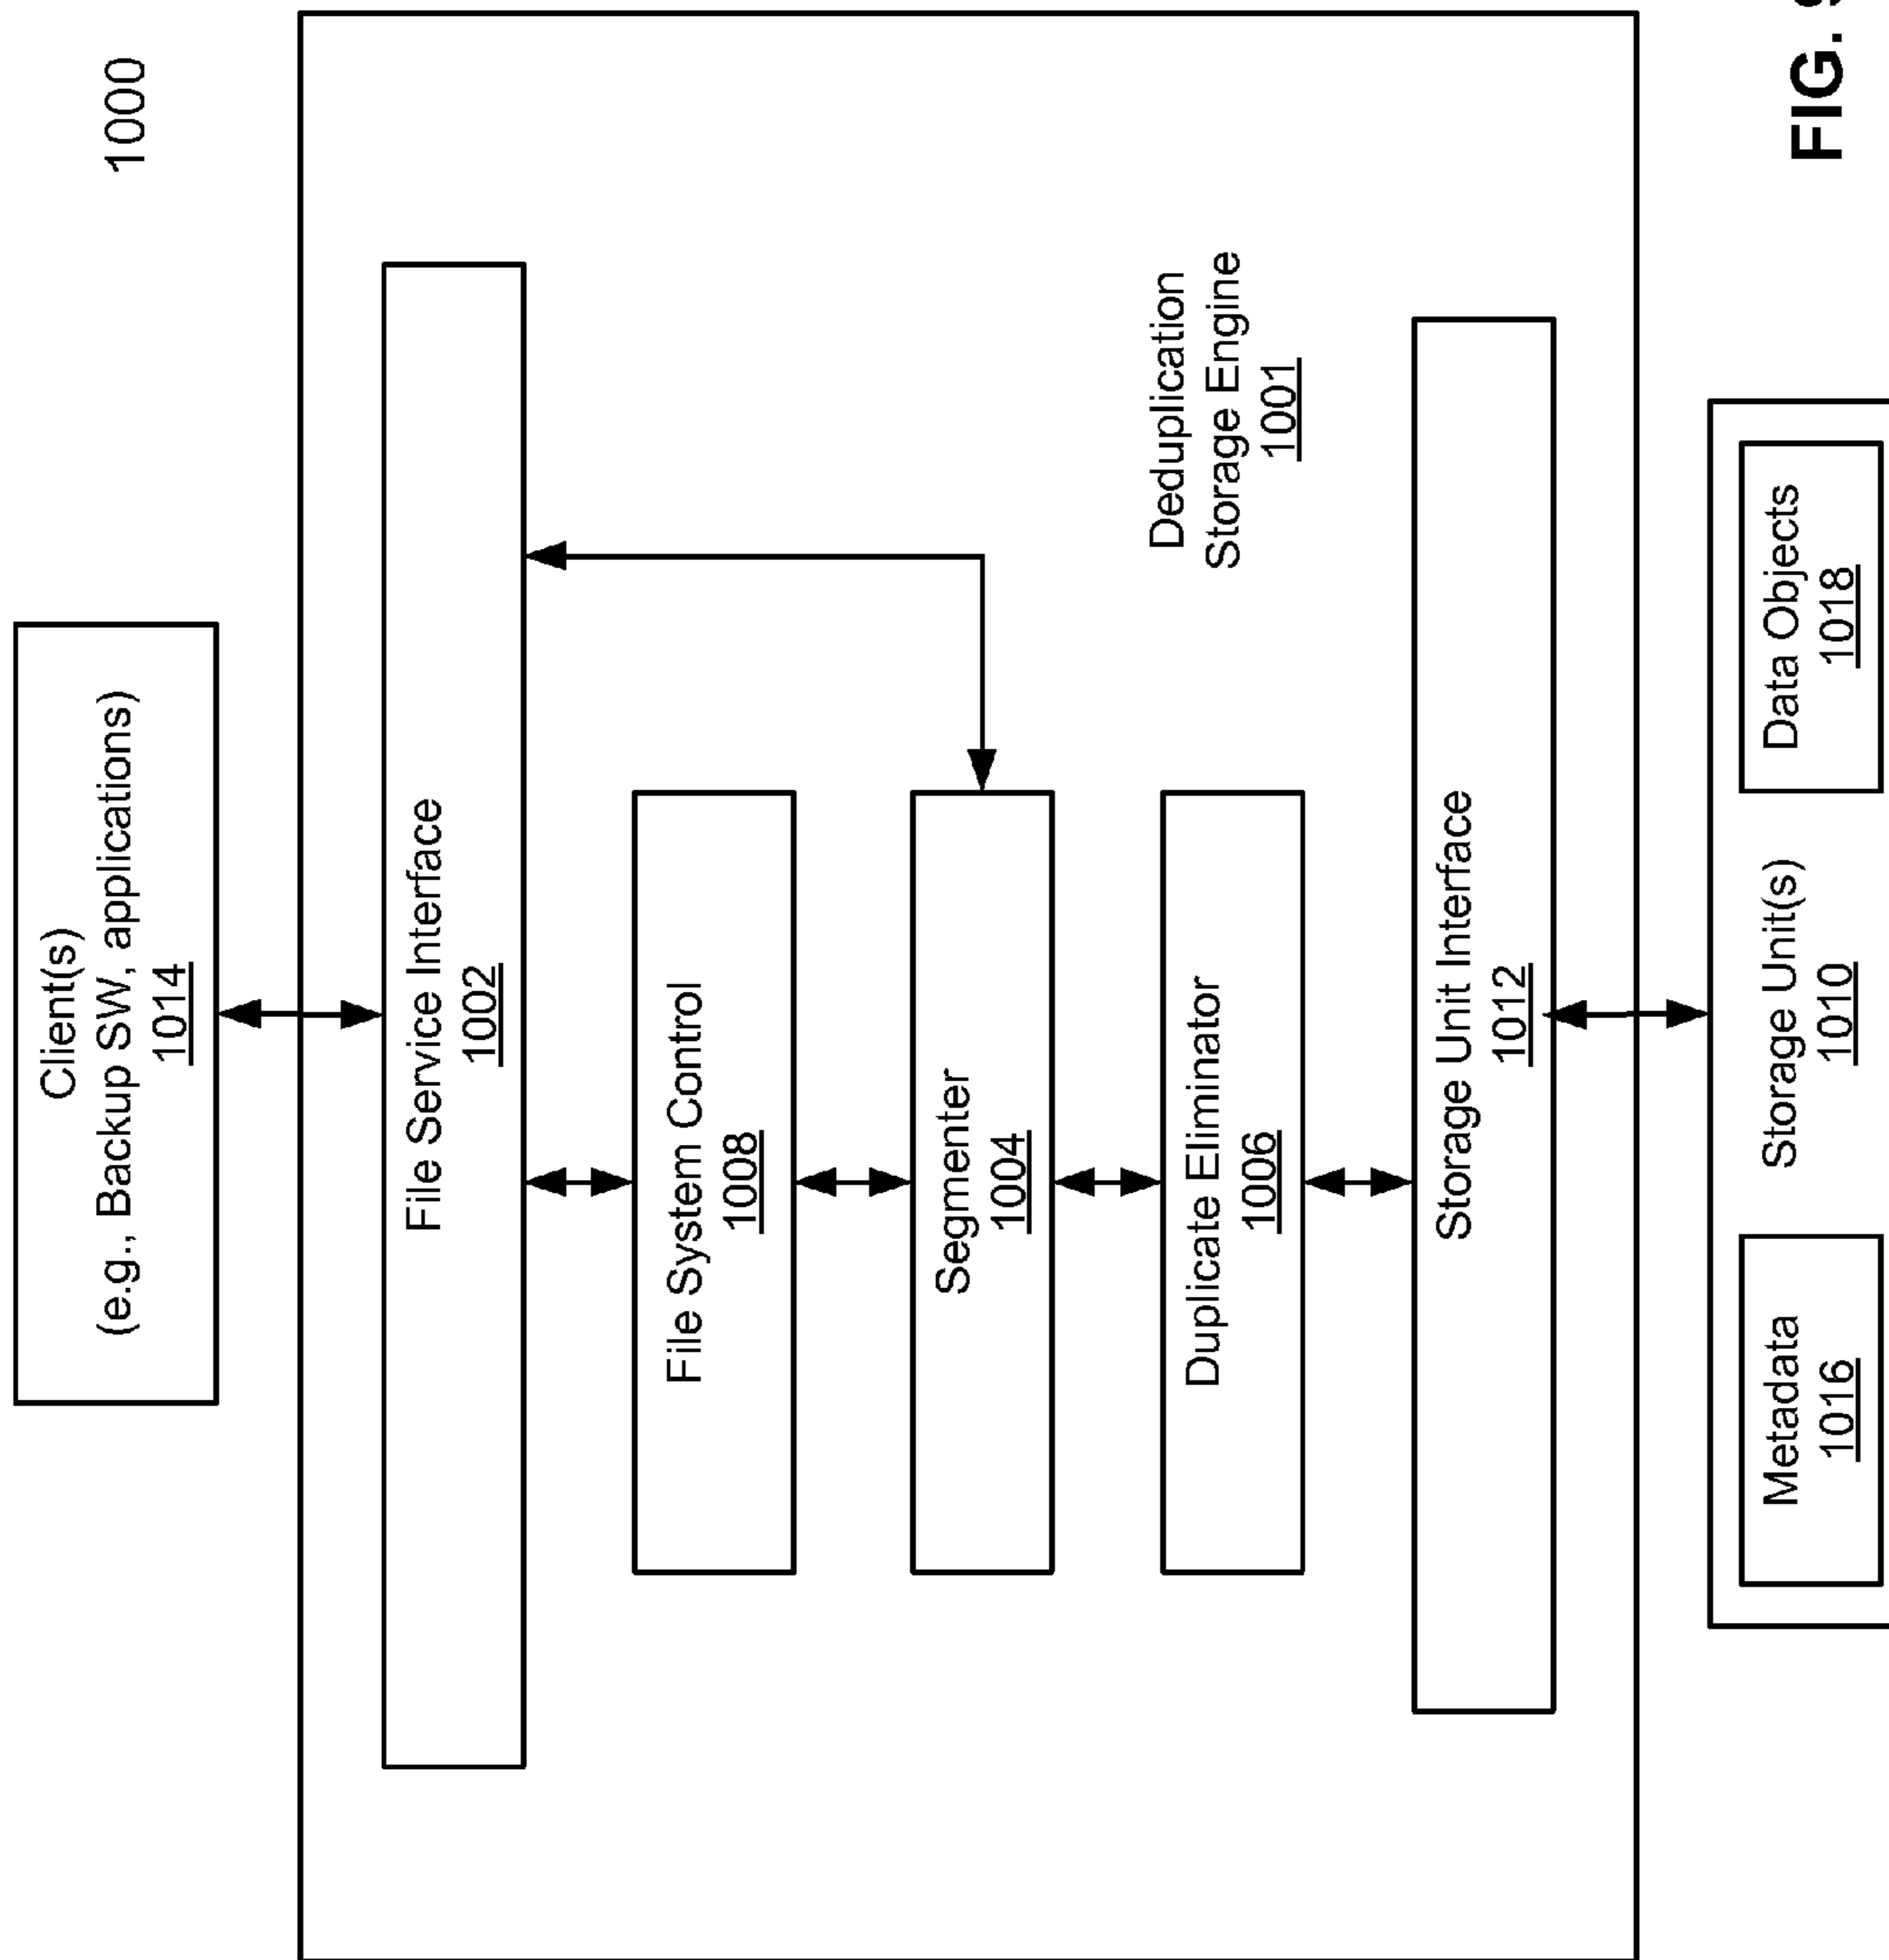 1000
Client(s)
(e.g., Backup SW, applications)
1014
File Service Interface
1002
File System Control
1008
Segmenter
1004
Duplicate Eliminator
1006
Deduplication
Storage Engine
1001
Storage Unit Interface
1012
Metadata
1016
Storage Unit(s)
1010
Data Objects
1018
FIG.